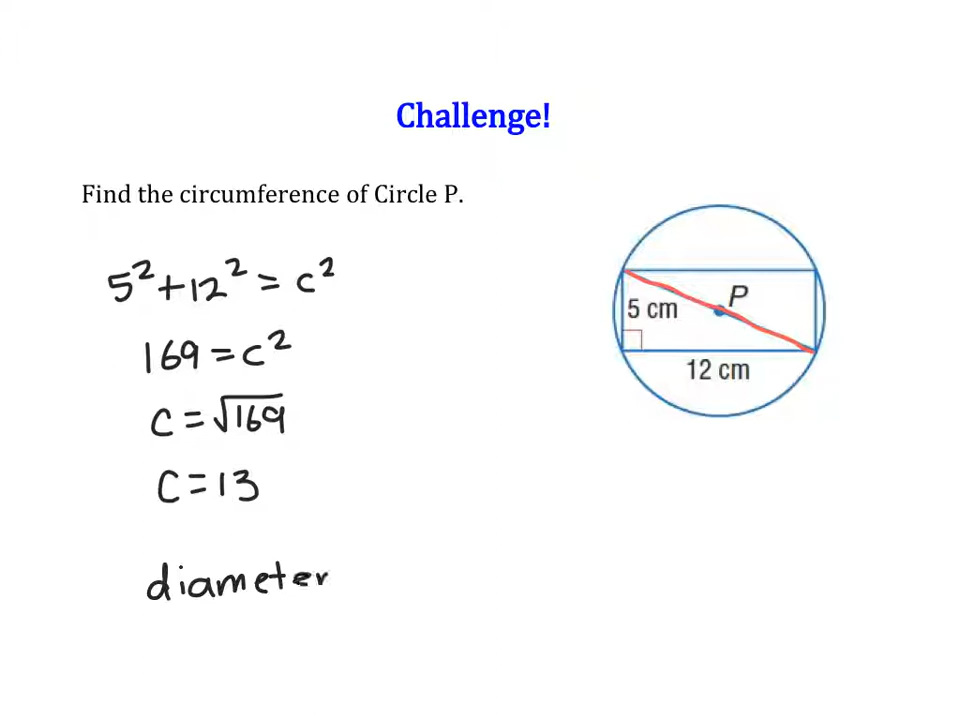 Challenge!
Find the circumference of Circle P.
5² + 12² = c²
169 = c²
c = √169
c = 13
diameter
P
5 cm
12 cm